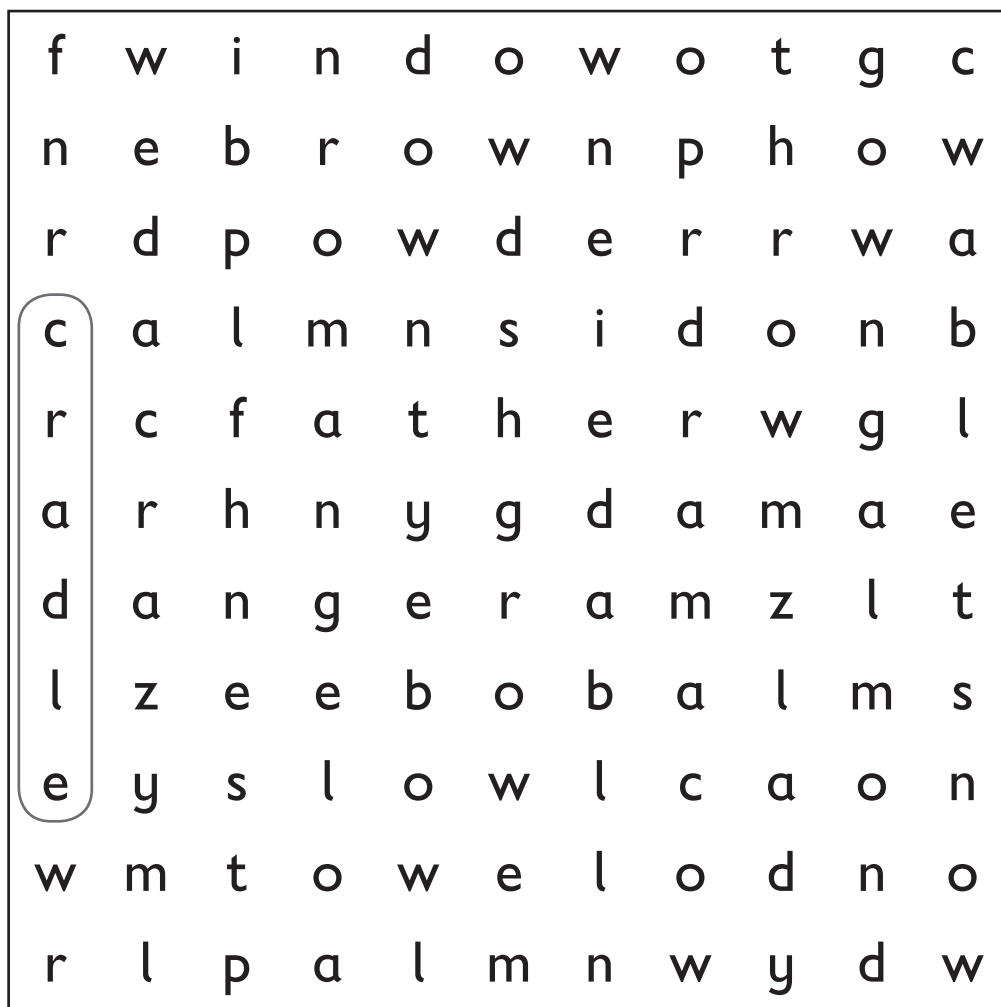 f w i n d o w o t g c
n e b r o w n p h o w
r d p o w d e r r w a
c a l m n s i d o n b
r c f a t h e r w g l
a r h n y g d a m a e
d a n g e r a m z l t
l z e e b o b a l m s
e y s l o w l c a o n
w m t o w e l o d n o
r l p a l m n w y d w